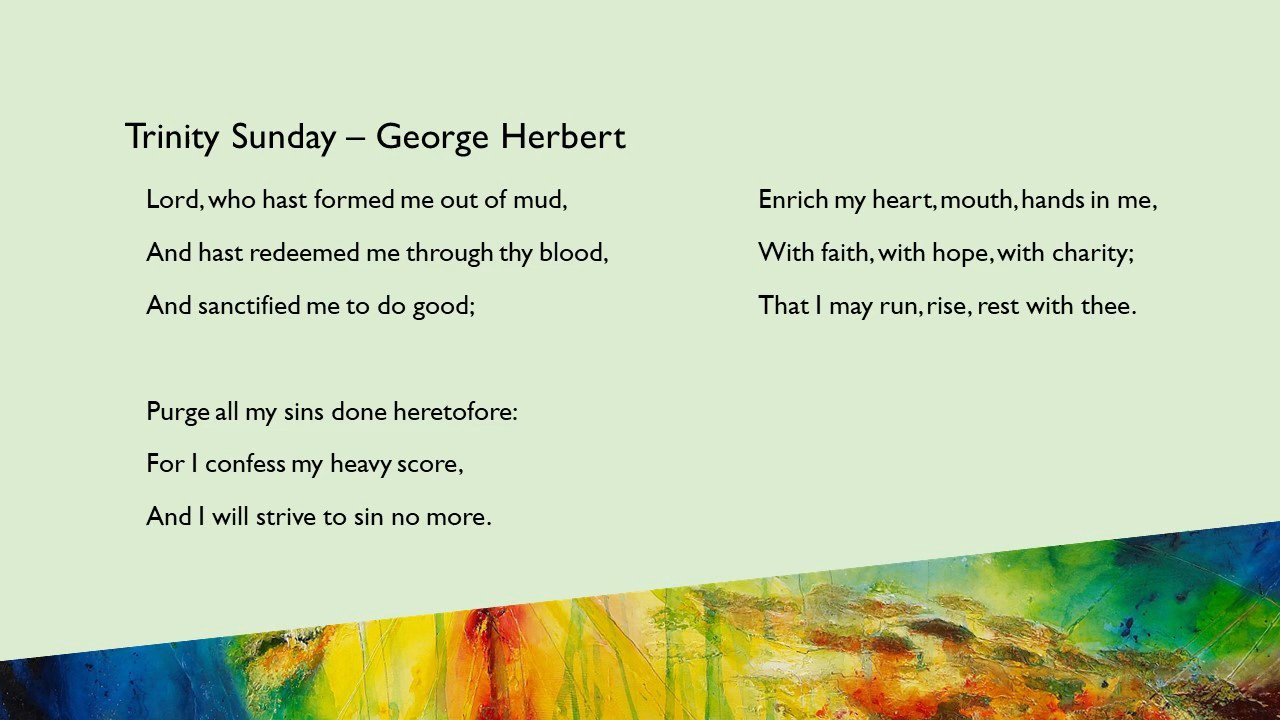 Trinity Sunday – George Herbert
Lord, who hast formed me out of mud,
And hast redeemed me through thy blood,
And sanctified me to do good;
Purge all my sins done heretofore:
For I confess my heavy score,
And I will strive to sin no more.
Enrich my heart, mouth, hands in me,
With faith, with hope, with charity;
That I may run, rise, rest with thee.